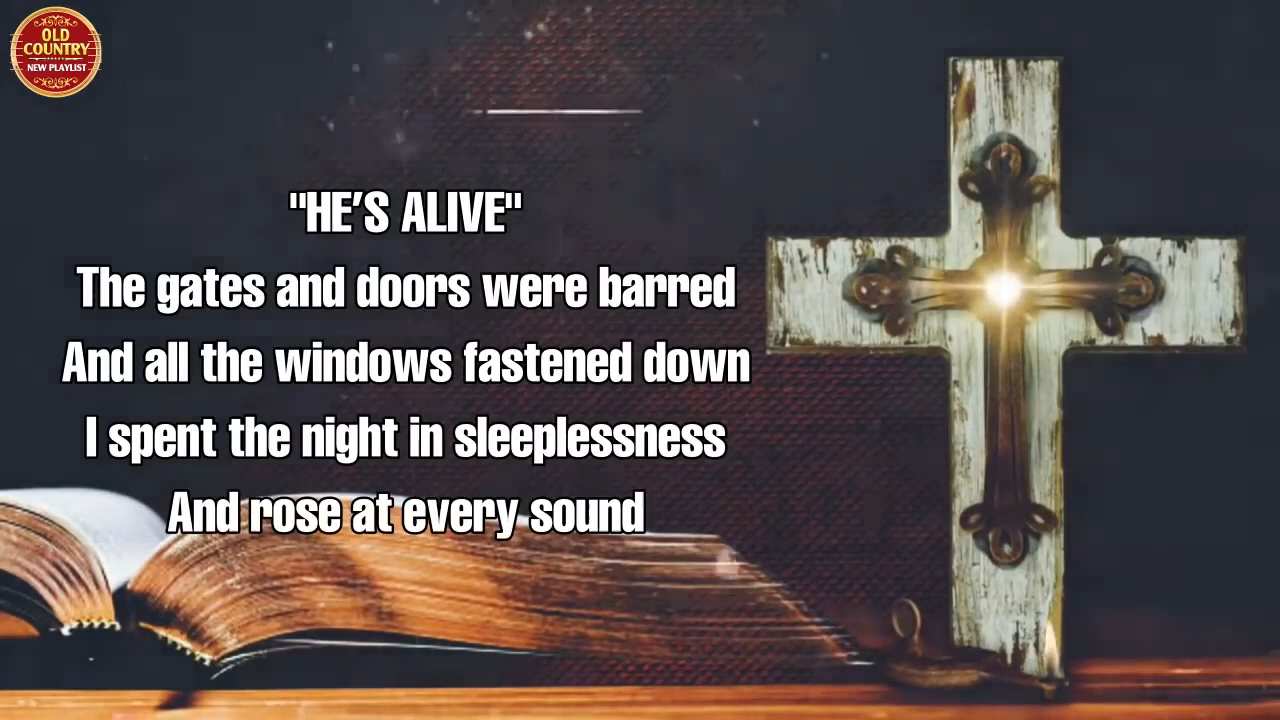 OLD
COUNTRY
NEW PLAYLIST
"HE'S ALIVE"
The gates and doors were barred
And all the windows fastened down
I spent the night in sleeplessness
And rose at every sound